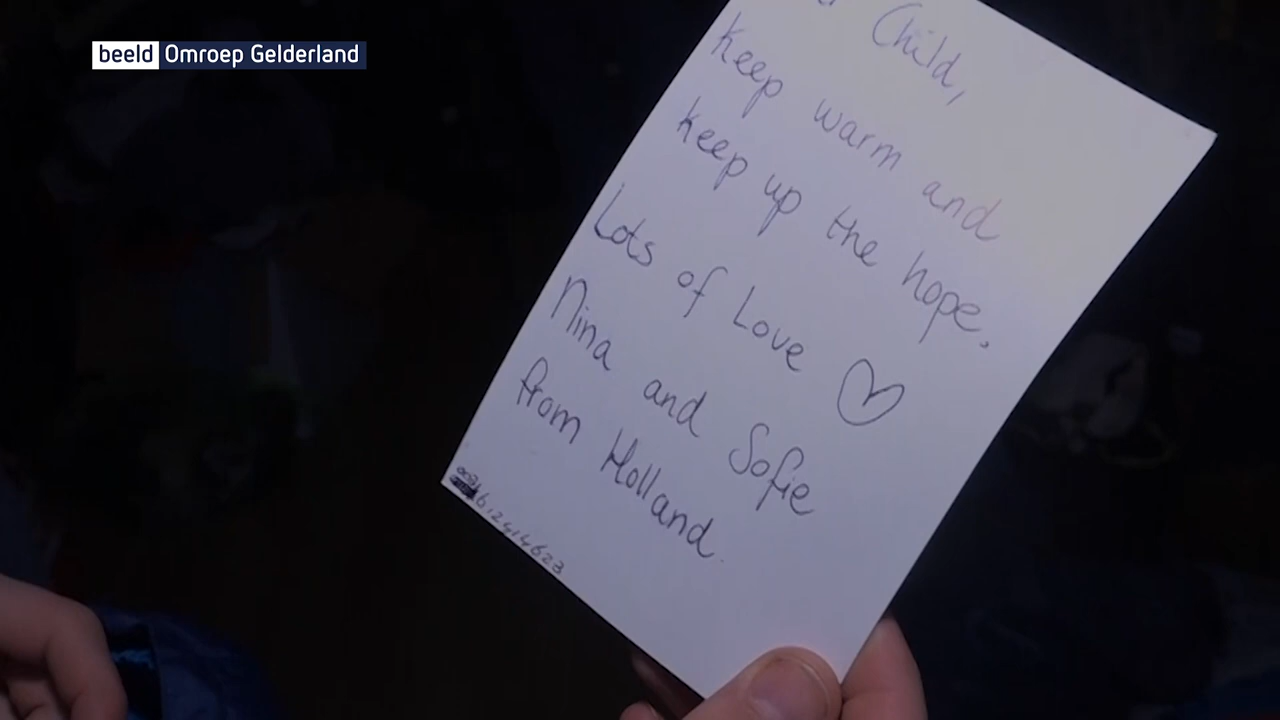 beeld Omroep Gelderland
Child,
Keep warm and
Keep up the hope.
Lots of Love ♡
Nina and Sofie
from Holland.